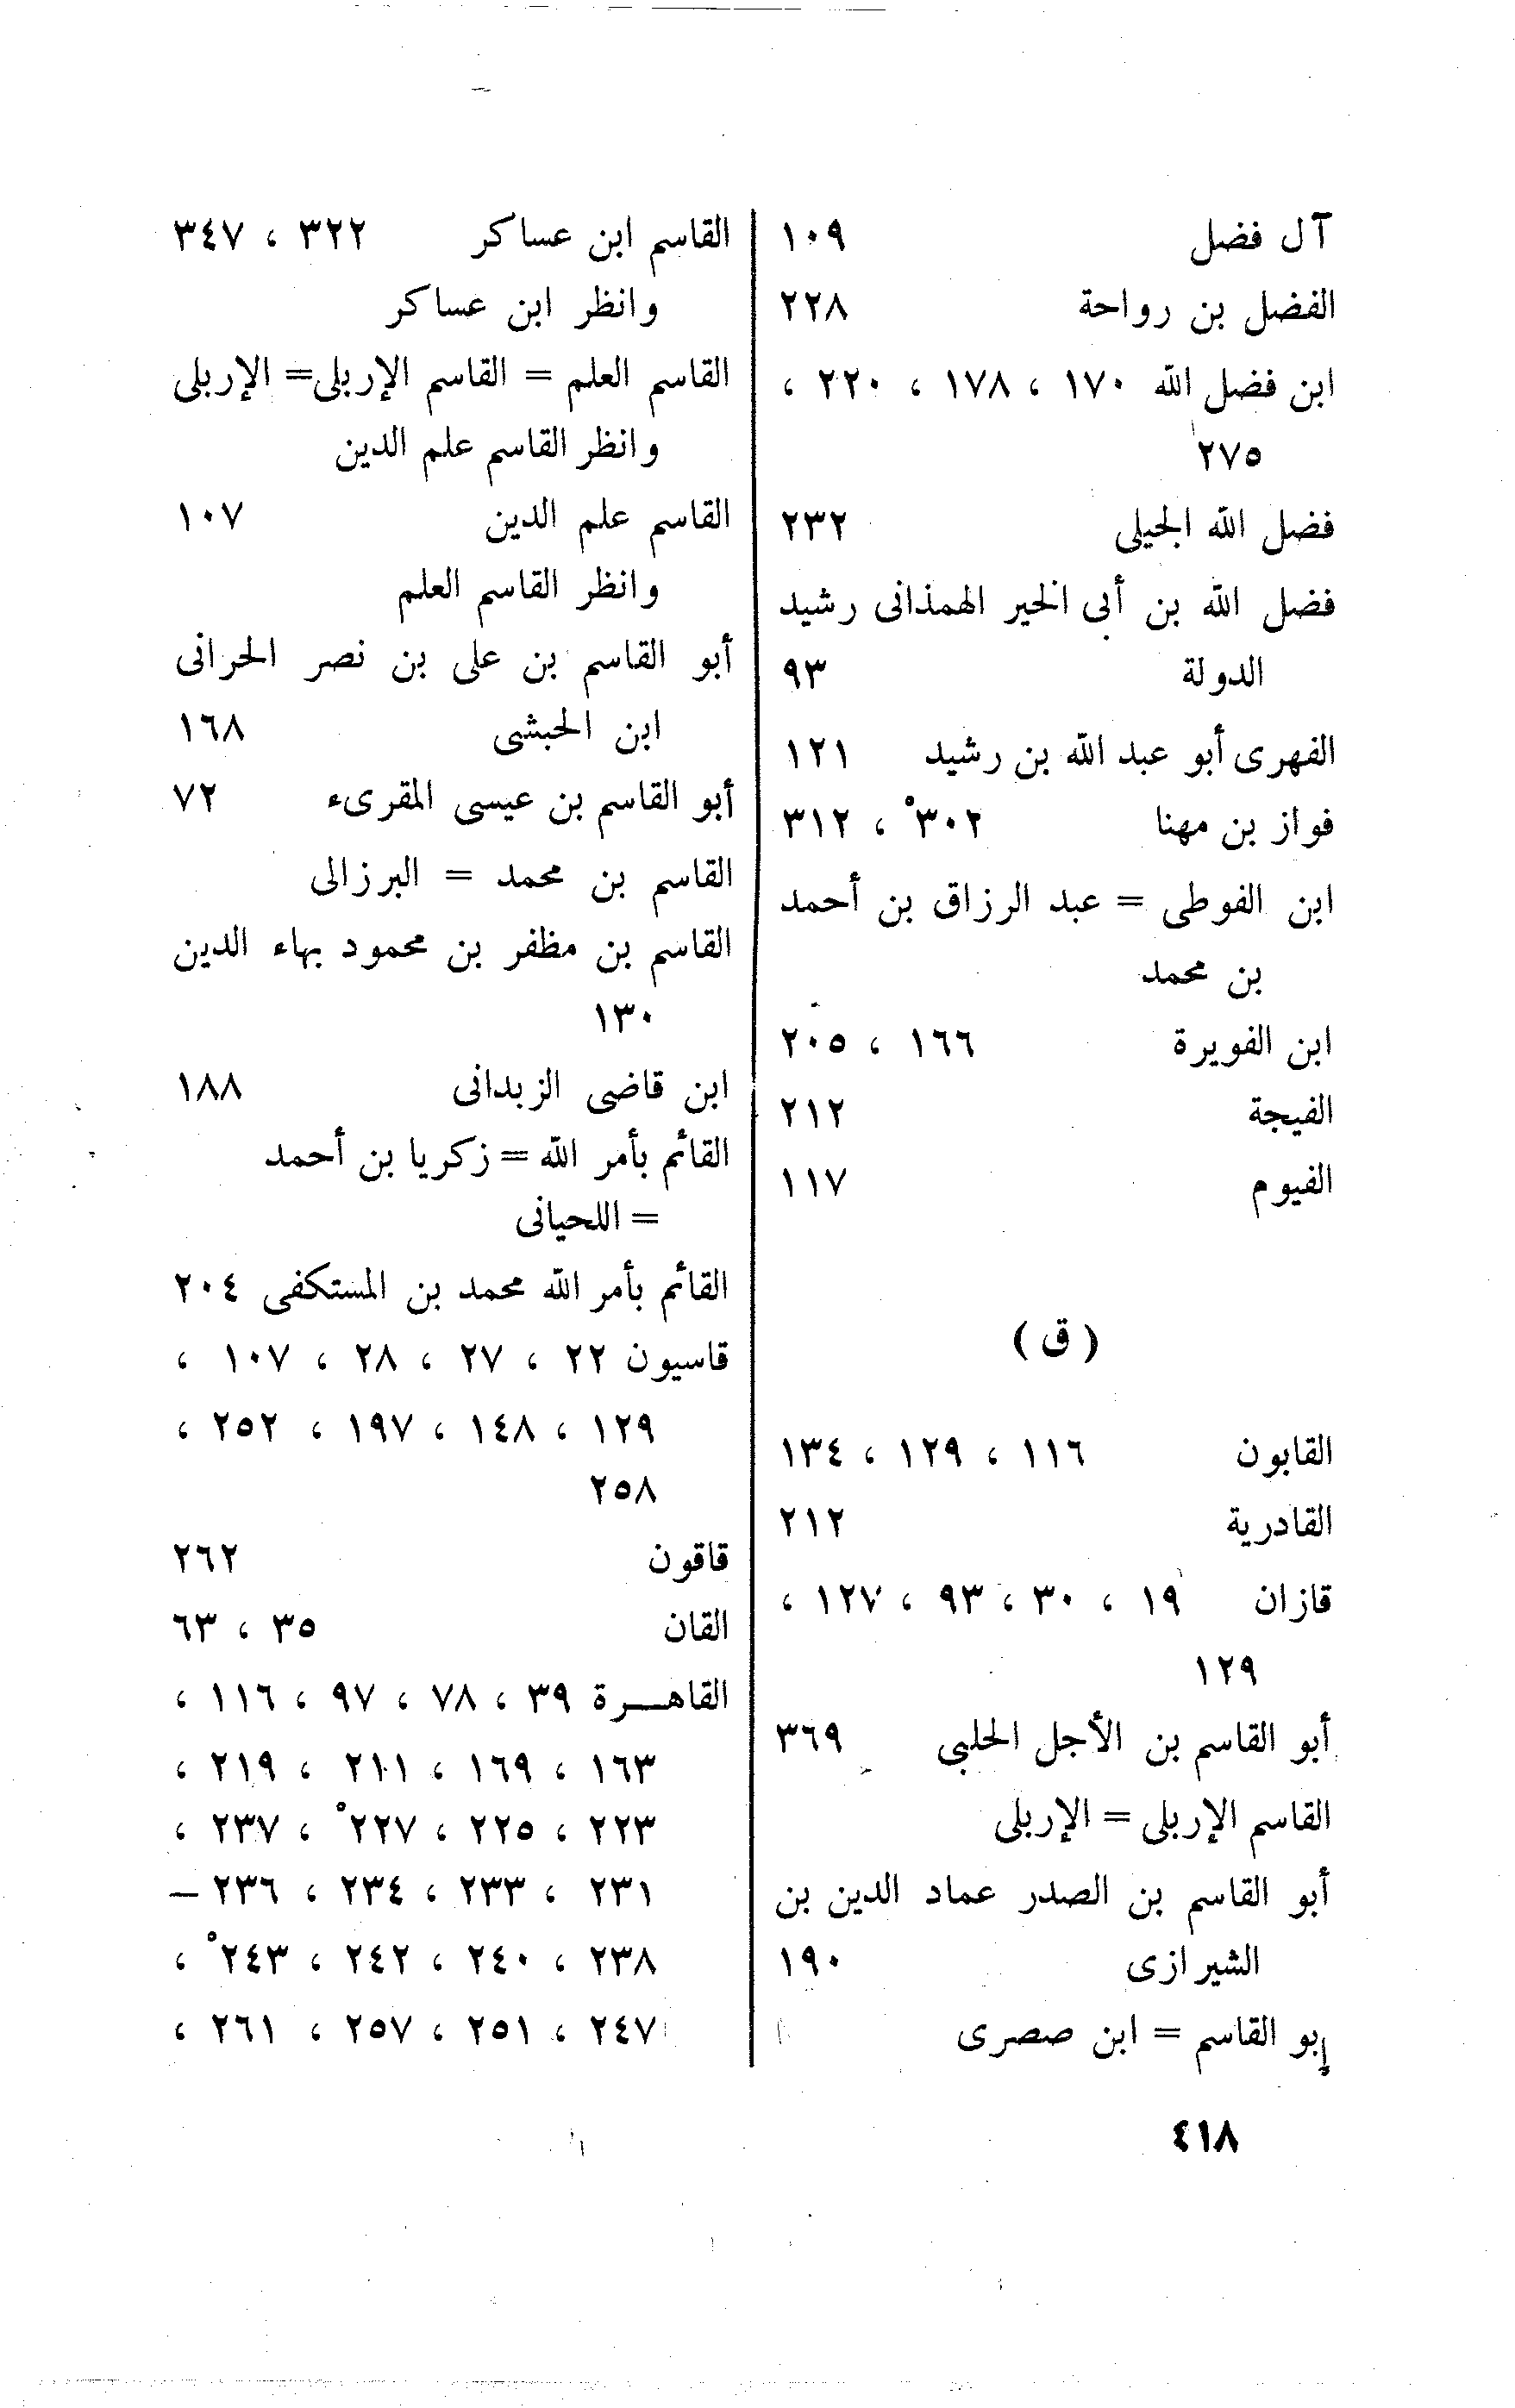 آل فضل ١٠٩
الفضل بن رواحة ٢٢٨
ابن فضل الله ١٧٠ ، ١٧٨ ، ٢٢٠ ،
٢٧٥
فضل الله الجيلى ٢٣٢
فضل الله بن أبى الخير الهمذانى رشيد
الدولة ٩٣
الفهرى أبو عبد الله بن رشيد ١٢١
فواز بن مهنا ٣٠٢° ، ٣١٢
ابن الفوطى = عبد الرزاق بن أحمد
بن محمد
ابن الفويرة ١٦٦ ، ٢٠٥
الفيجة ٢١٢
الفيوم ١١٧
( ق )
القابون ١١٦ ، ١٢٩ ، ١٣٤
القادرية ٢١٢
قازان ١٩ ، ٣٠ ، ٩٣ ، ١٢٧ ،
١٢٩
أبو القاسم بن الأجل الحلبى ٣٦٩
القاسم الإربلى = الإربلى
أبو القاسم بن الصدر عماد الدين بن
الشيرازى ١٩٠
إبو القاسم = ابن صصرى
القاسم ابن عساكر ٣٢٢ ، ٣٤٧
وانظر ابن عساكر
القاسم العلم = القاسم الإربلى = الإربلى
وانظر القاسم علم الدين
القاسم علم الدين ١٠٧
وانظر القاسم العلم
أبو القاسم بن على بن نصر الحرانى
ابن الحبشى ١٦٨
أبو القاسم بن عيسى المقرىء ٧٢
القاسم بن محمد = البرزالى
القاسم بن مظفر بن محمود بهاء الدين
١٣٠
ابن قاضى الزبدانى ١٨٨
القائم بأمر الله = زكريا بن أحمد
= اللحيانى
القائم بأمر الله محمد بن المستكفى ٢٠٤
قاسيون ٢٢ ، ٢٧ ، ٢٨ ، ١٠٧ ،
١٢٩ ، ١٤٨ ، ١٩٧ ، ٢٥٢ ،
٢٥٨
قاقون ٢٦٢
القان ٣٥ ، ٦٣
القاهـــرة ٣٩ ، ٧٨ ، ٩٧ ، ١١٦ ،
١٦٣ ، ١٦٩ ، ٢١١ ، ٢١٩ ،
٢٢٣ ، ٢٢٥ ، ٢٢٧° ، ٢٣٧ ،
٢٣١ ، ٢٣٣ ، ٢٣٤ ، ٢٣٦ –
٢٣٨ ، ٢٤٠ ، ٢٤٢ ، ٢٤٣° ،
٢٤٧ ، ٢٥١ ، ٢٥٧ ، ٢٦١ ،
٤١٨